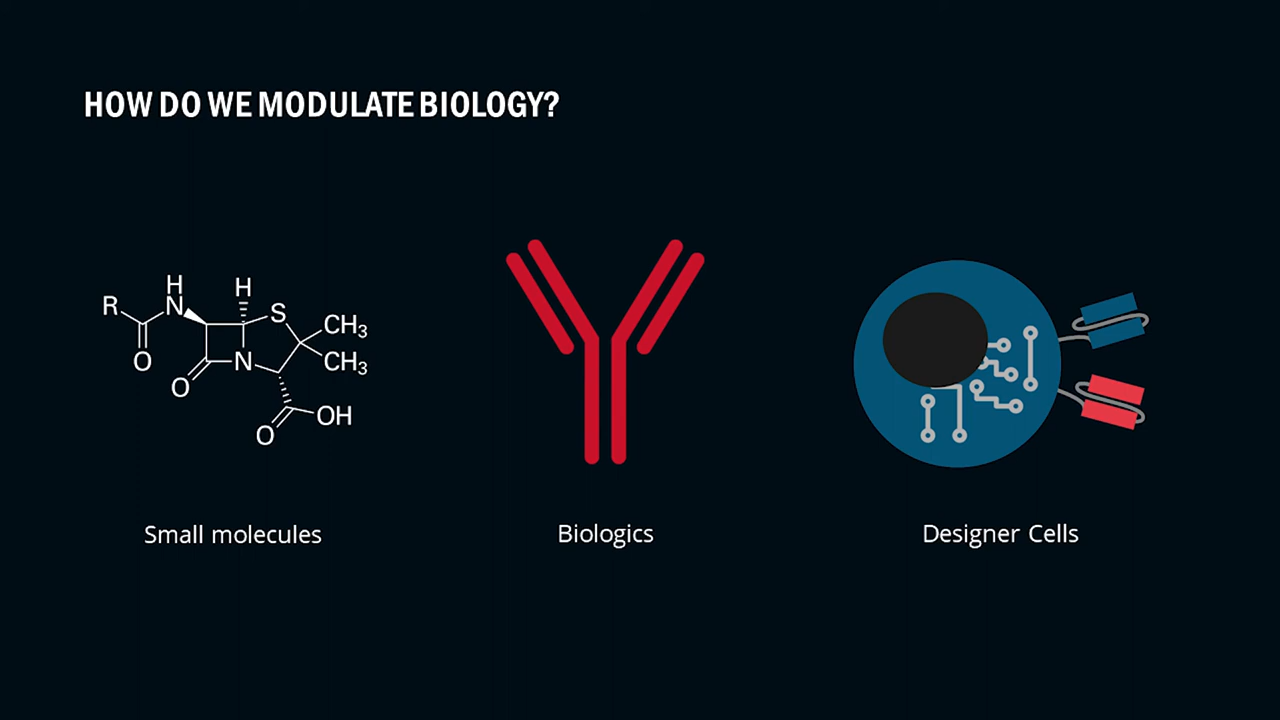 HOW DO WE MODULATE BIOLOGY?
H
H
R
N
S
CH₃
O
N
CH₃
O
OH
O
Small molecules
Biologics
Designer Cells